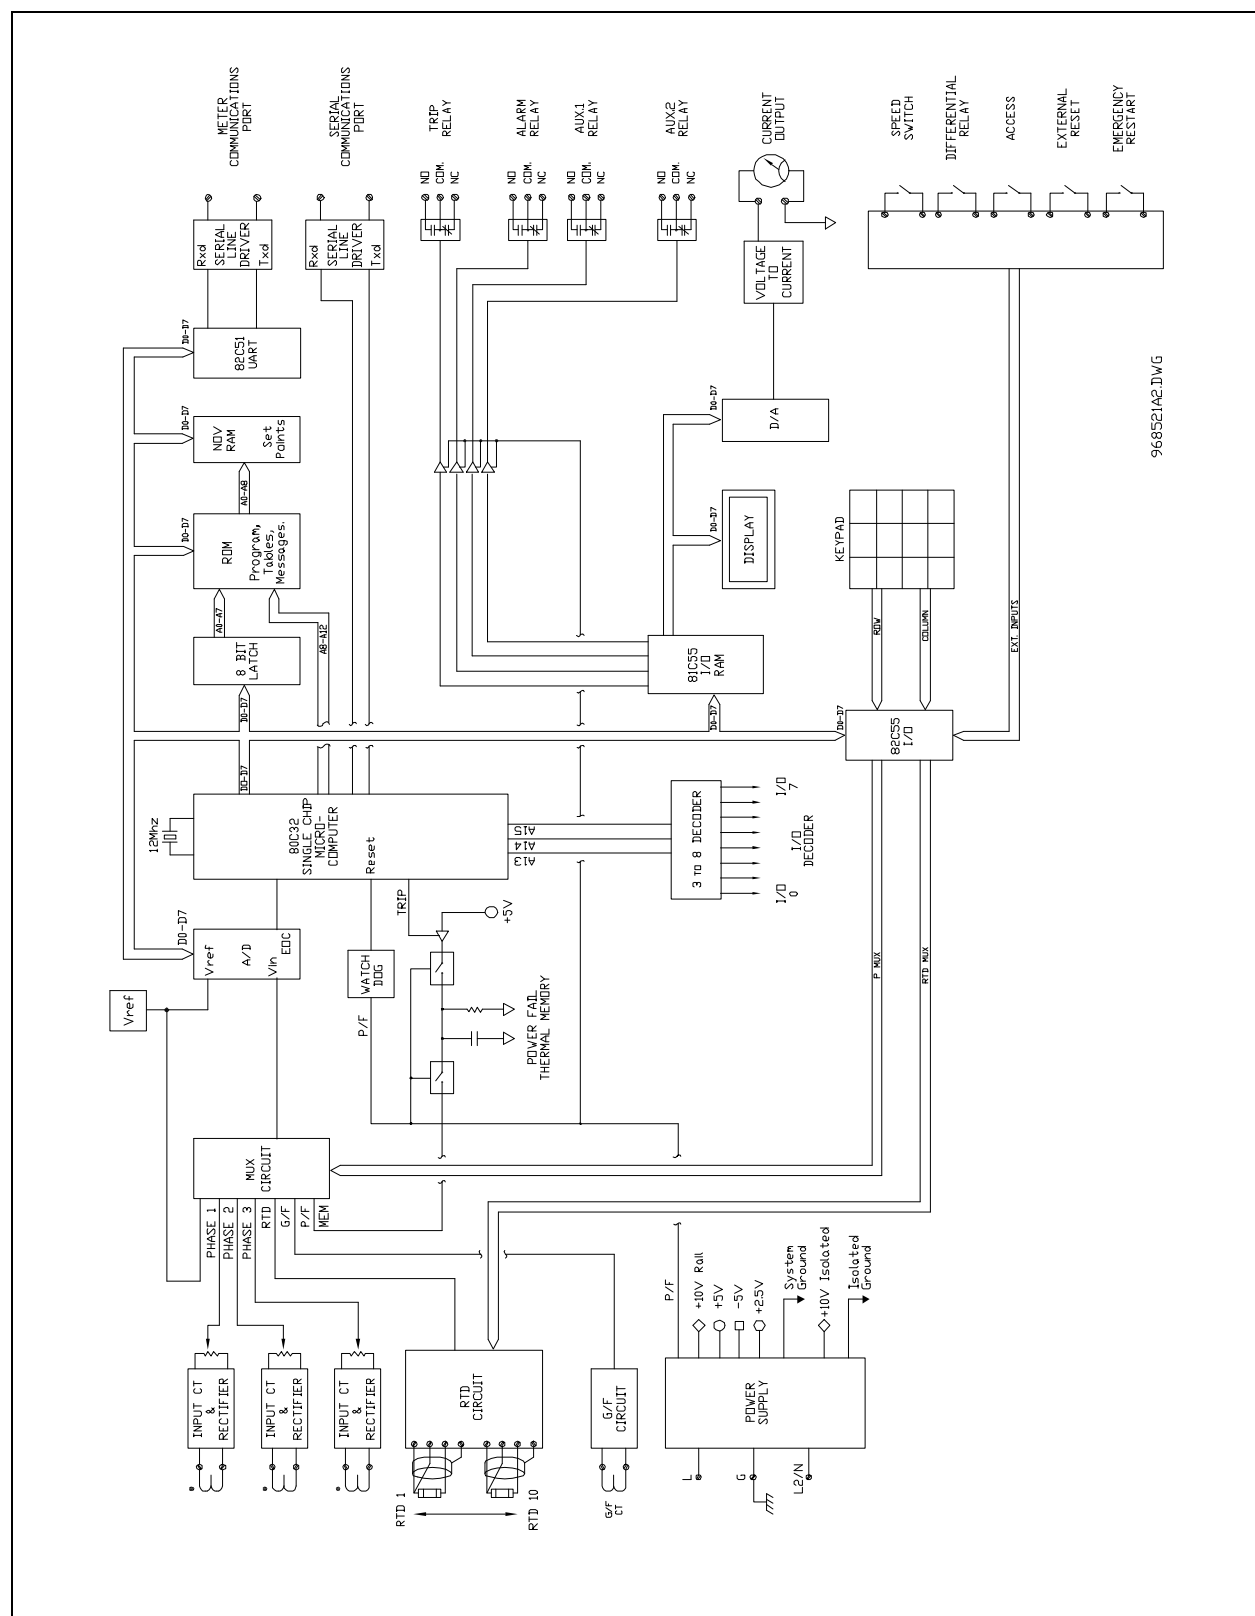 METER
COMMUNICATIONS
PORT
SERIAL
COMMUNICATIONS
PORT
TRIP
RELAY
ALARM
RELAY
AUX.1
RELAY
AUX.2
RELAY
CURRENT
OUTPUT
SPEED
SWITCH
DIFFERENTIAL
RELAY
ACCESS
EXTERNAL
RESET
EMERGENCY
RESTART
NO
COM.
NC
NO
COM.
NC
NO
COM.
NC
NO
COM.
NC
Rxd
SERIAL
LINE
DRIVER
Txd
Rxd
SERIAL
LINE
DRIVER
Txd
VOLTAGE
TO
CURRENT
D0-D7
82C51
UART
D0-D7
NOV
RAM
Set
Points
A0-A8
D0-D7
ROM
Program,
Tables,
Messages.
A0-A7
A8-A12
8 BIT
LATCH
D0-D7
D0-D7
D/A
D0-D7
DISPLAY
KEYPAD
ROW
COLUMN
EXT. INPUTS
81C55
I/O
RAM
D0-D7
D0-D7
82C55
I/O
968521A2.DWG
D0-D7
12Mhz
80C32
SINGLE CHIP
MICRO-
COMPUTER
Reset
A15
A14
A13
3 TO 8 DECODER
I/O
7
I/O
DECODER
I/O
0
TRIP
+5V
D0-D7
Vref
A/D
Vin
EOC
Vref
WATCH
DOG
P/F
POWER FAIL
THERMAL MEMORY
P MUX
RTD MUX
MUX
CIRCUIT
PHASE 1
PHASE 2
PHASE 3
RTD
G/F
P/F
MEM
P/F
+10V Rail
+5V
-5V
+2.5V
System
Ground
+10V Isolated
Isolated
Ground
INPUT CT
&
RECTIFIER
INPUT CT
&
RECTIFIER
INPUT CT
&
RECTIFIER
RTD
CIRCUIT
G/F
CIRCUIT
POWER
SUPPLY
RTD 1
RTD 10
G/F
CT
L
G
L2/N